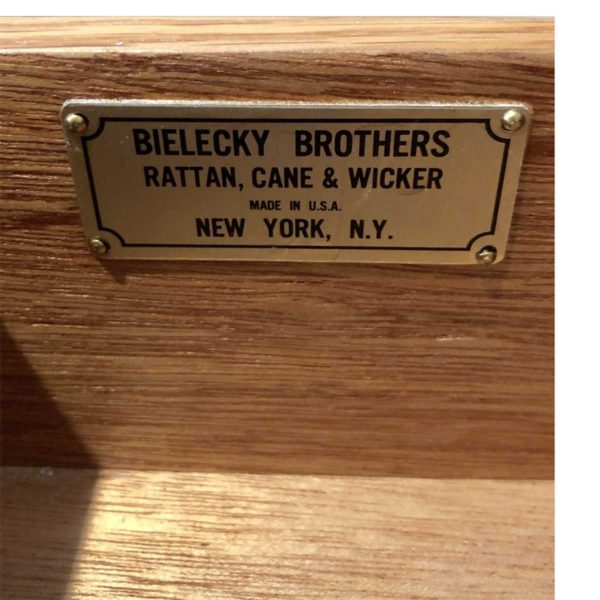 BIELECKY BROTHERS
RATTAN, CANE & WICKER
MADE IN U.S.A.
NEW YORK, N.Y.